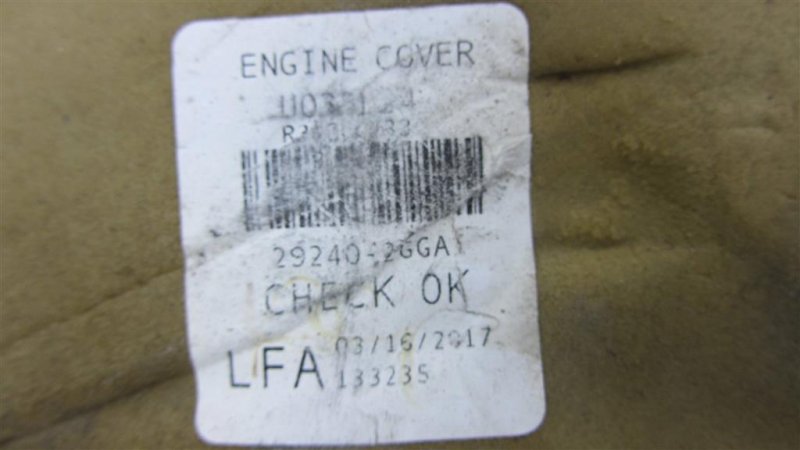 ENGINE COVER
29240-2GGA
CHECK OK
LFA
03/16/2017
133235